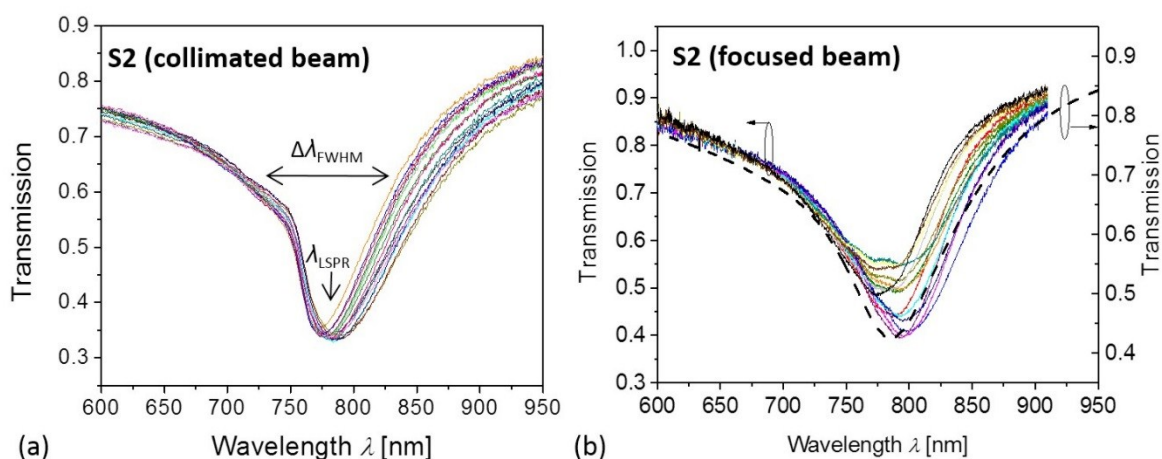 S2 (collimated beam)
0.9
0.8
0.7
0.6
0.5
0.4
0.3
Transmission
ΔλFWHM
λLSPR
600 650 700 750 800 850 900 950
Wavelength λ [nm]
(a)
S2 (focused beam)
1.0
0.9
0.8
0.7
0.6
0.5
0.4
0.3
Transmission
0.9
0.8
0.7
0.6
0.5
0.4
Transmission
600 650 700 750 800 850 900 950
Wavelength λ [nm]
(b)